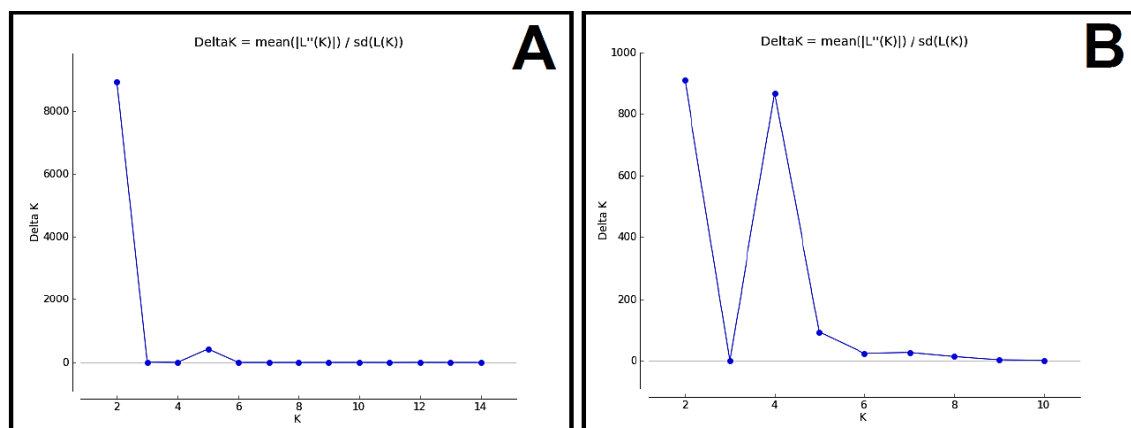 DeltaK = mean(|L''(K)|) / sd(L(K))
A
8000
6000
4000
2000
0
Delta K
2 4 6 8 10 12 14
K
DeltaK = mean(|L''(K)|) / sd(L(K))
B
1000
800
600
400
200
0
Delta K
2 4 6 8 10
K